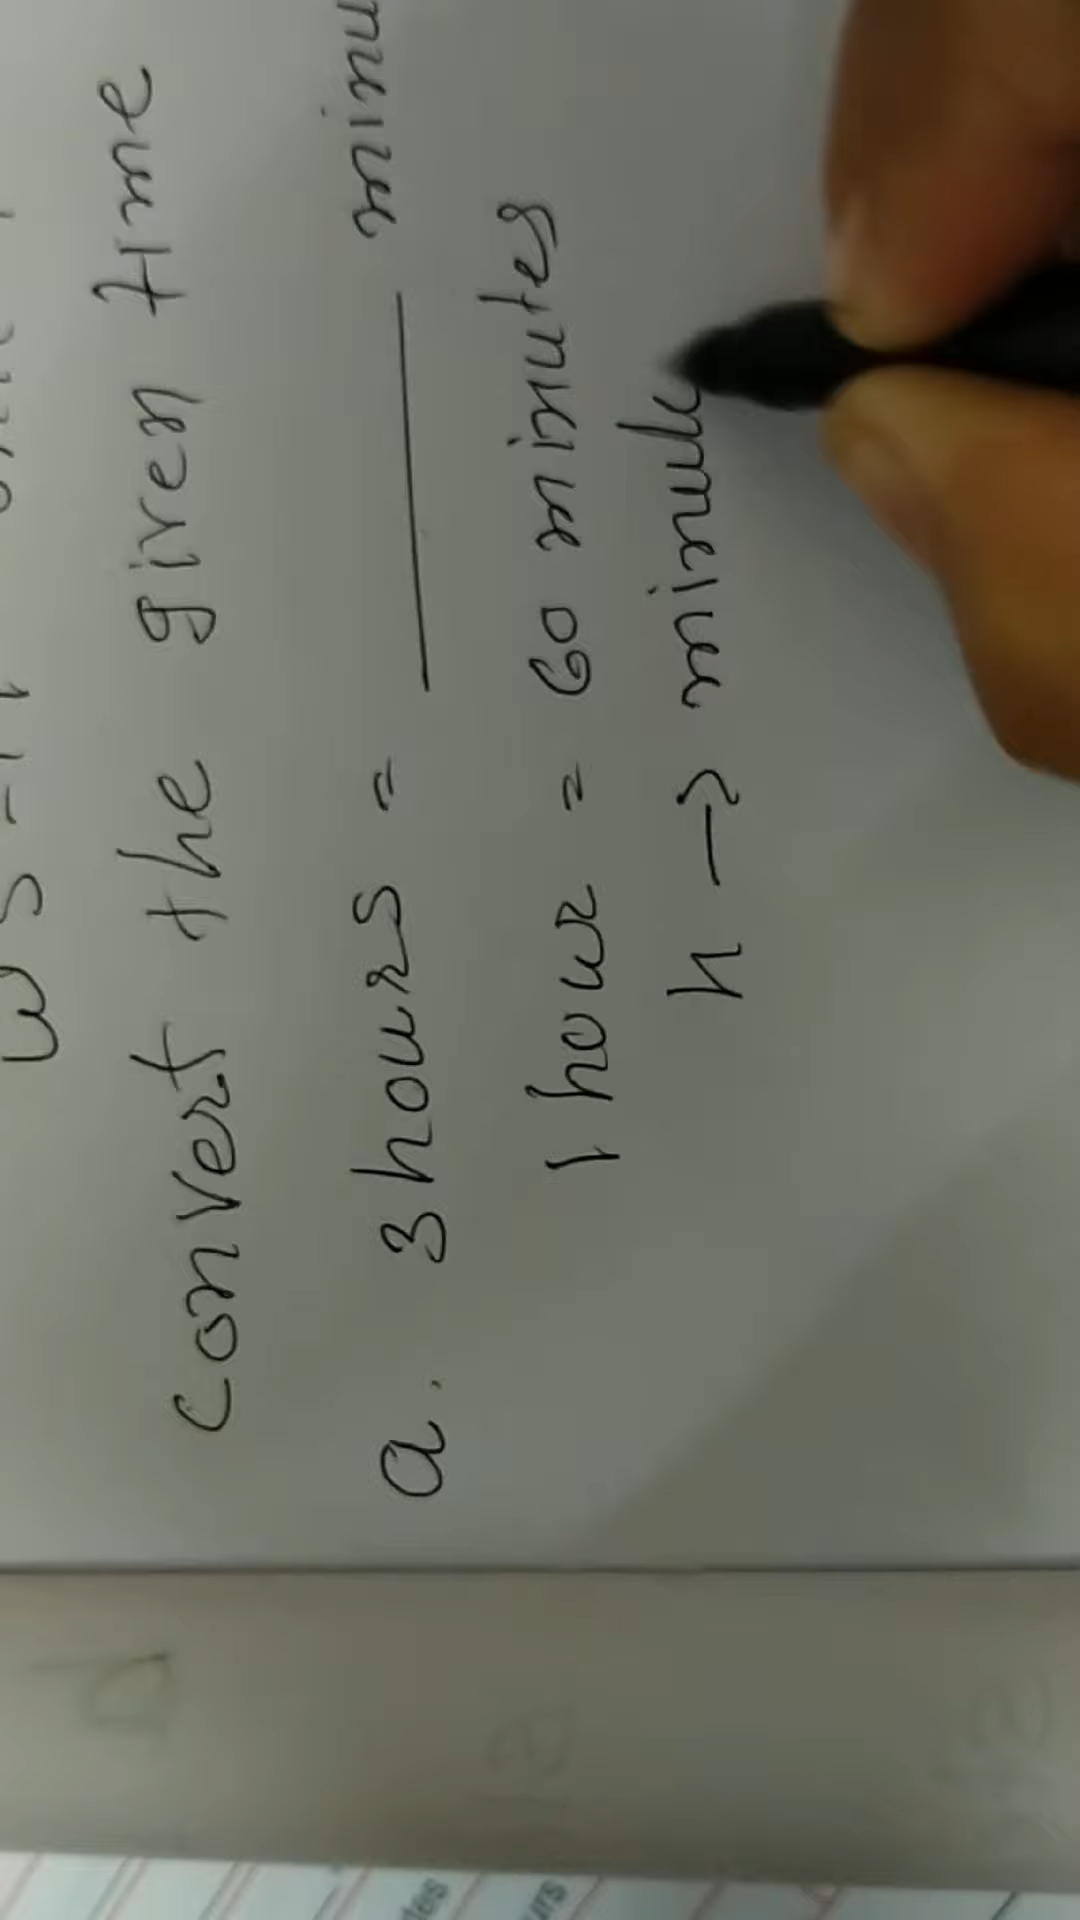 convert the given time
a. 3 hours = ______ minu
1 hour = 60 minutes
h → minute